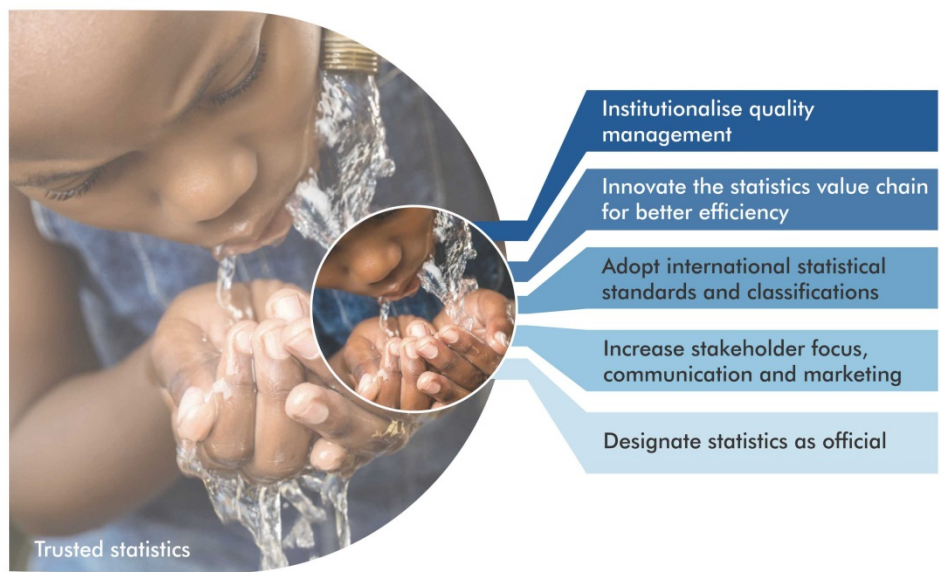 Institutionalise quality
management
Innovate the statistics value chain
for better efficiency
Adopt international statistical
standards and classifications
Increase stakeholder focus,
communication and marketing
Designate statistics as official
Trusted statistics